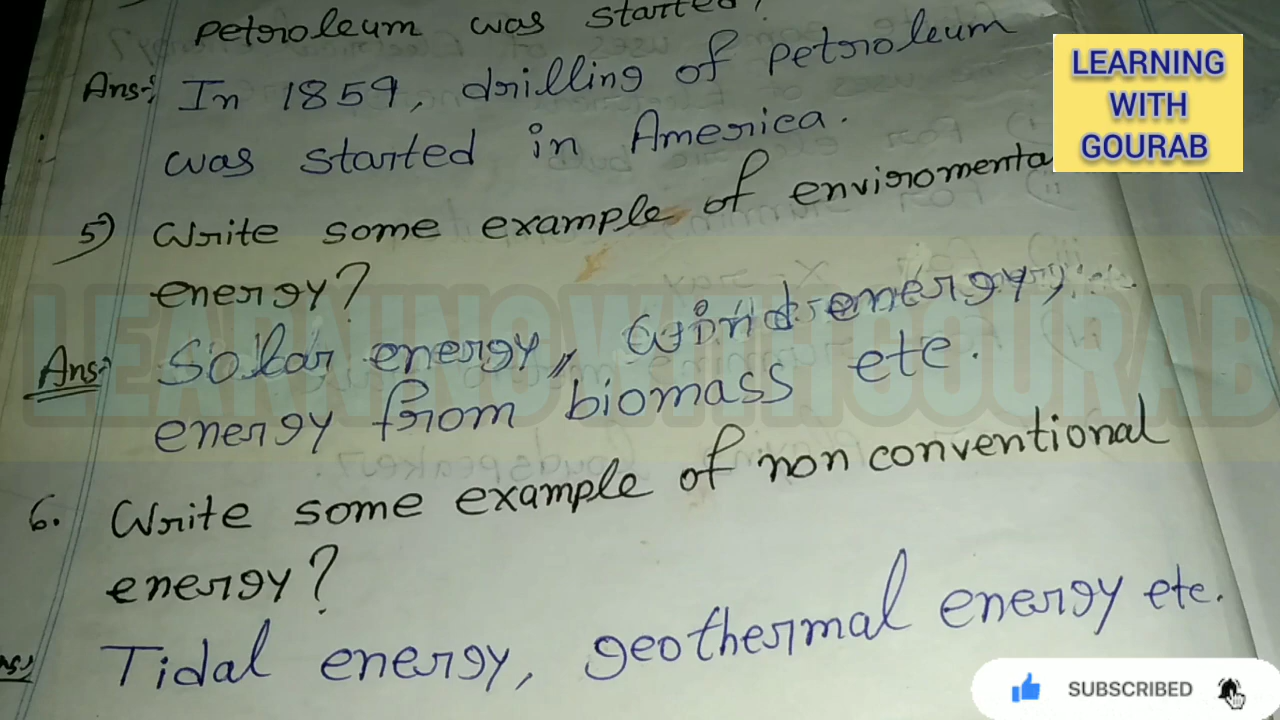 petroleum was started?
Ans:- In 1859, drilling of petroleum
was started in America.
5) Write some example of enviromenta
energy?
Ans:- Solar energy, wind energy,
energy from biomass etc.
6. Write some example of non conventional
energy?
Tidal energy, geothermal energy etc.
LEARNING
WITH
GOURAB
LEARNINGWITHGOURAB
SUBSCRIBED